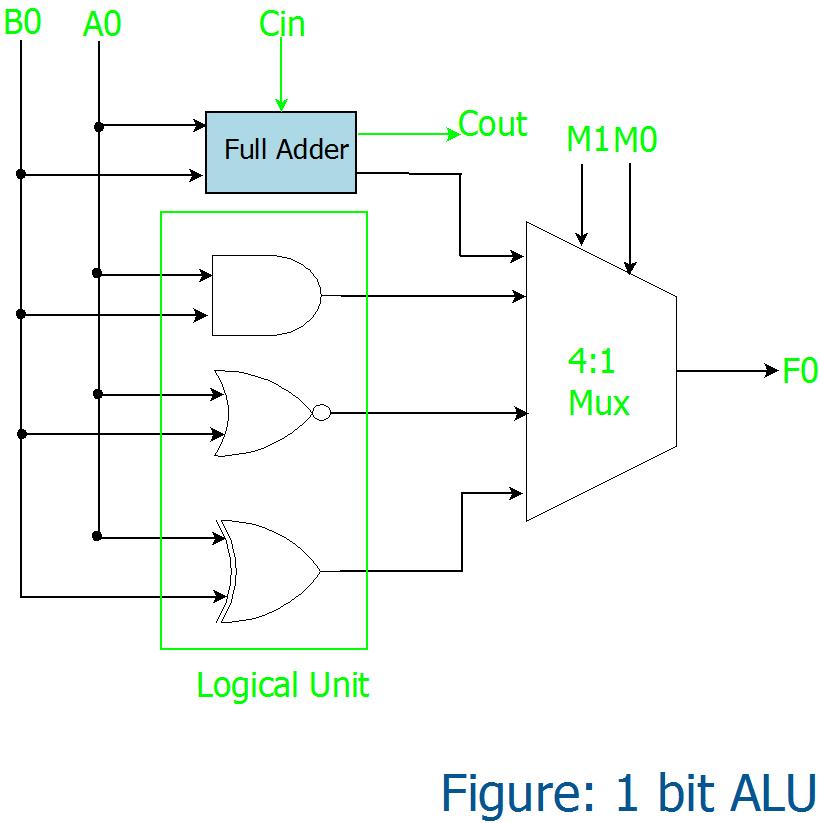 B0 A0 Cin
Full Adder
Cout
M1 M0
4:1
Mux
F0
Logical Unit
Figure: 1 bit ALU